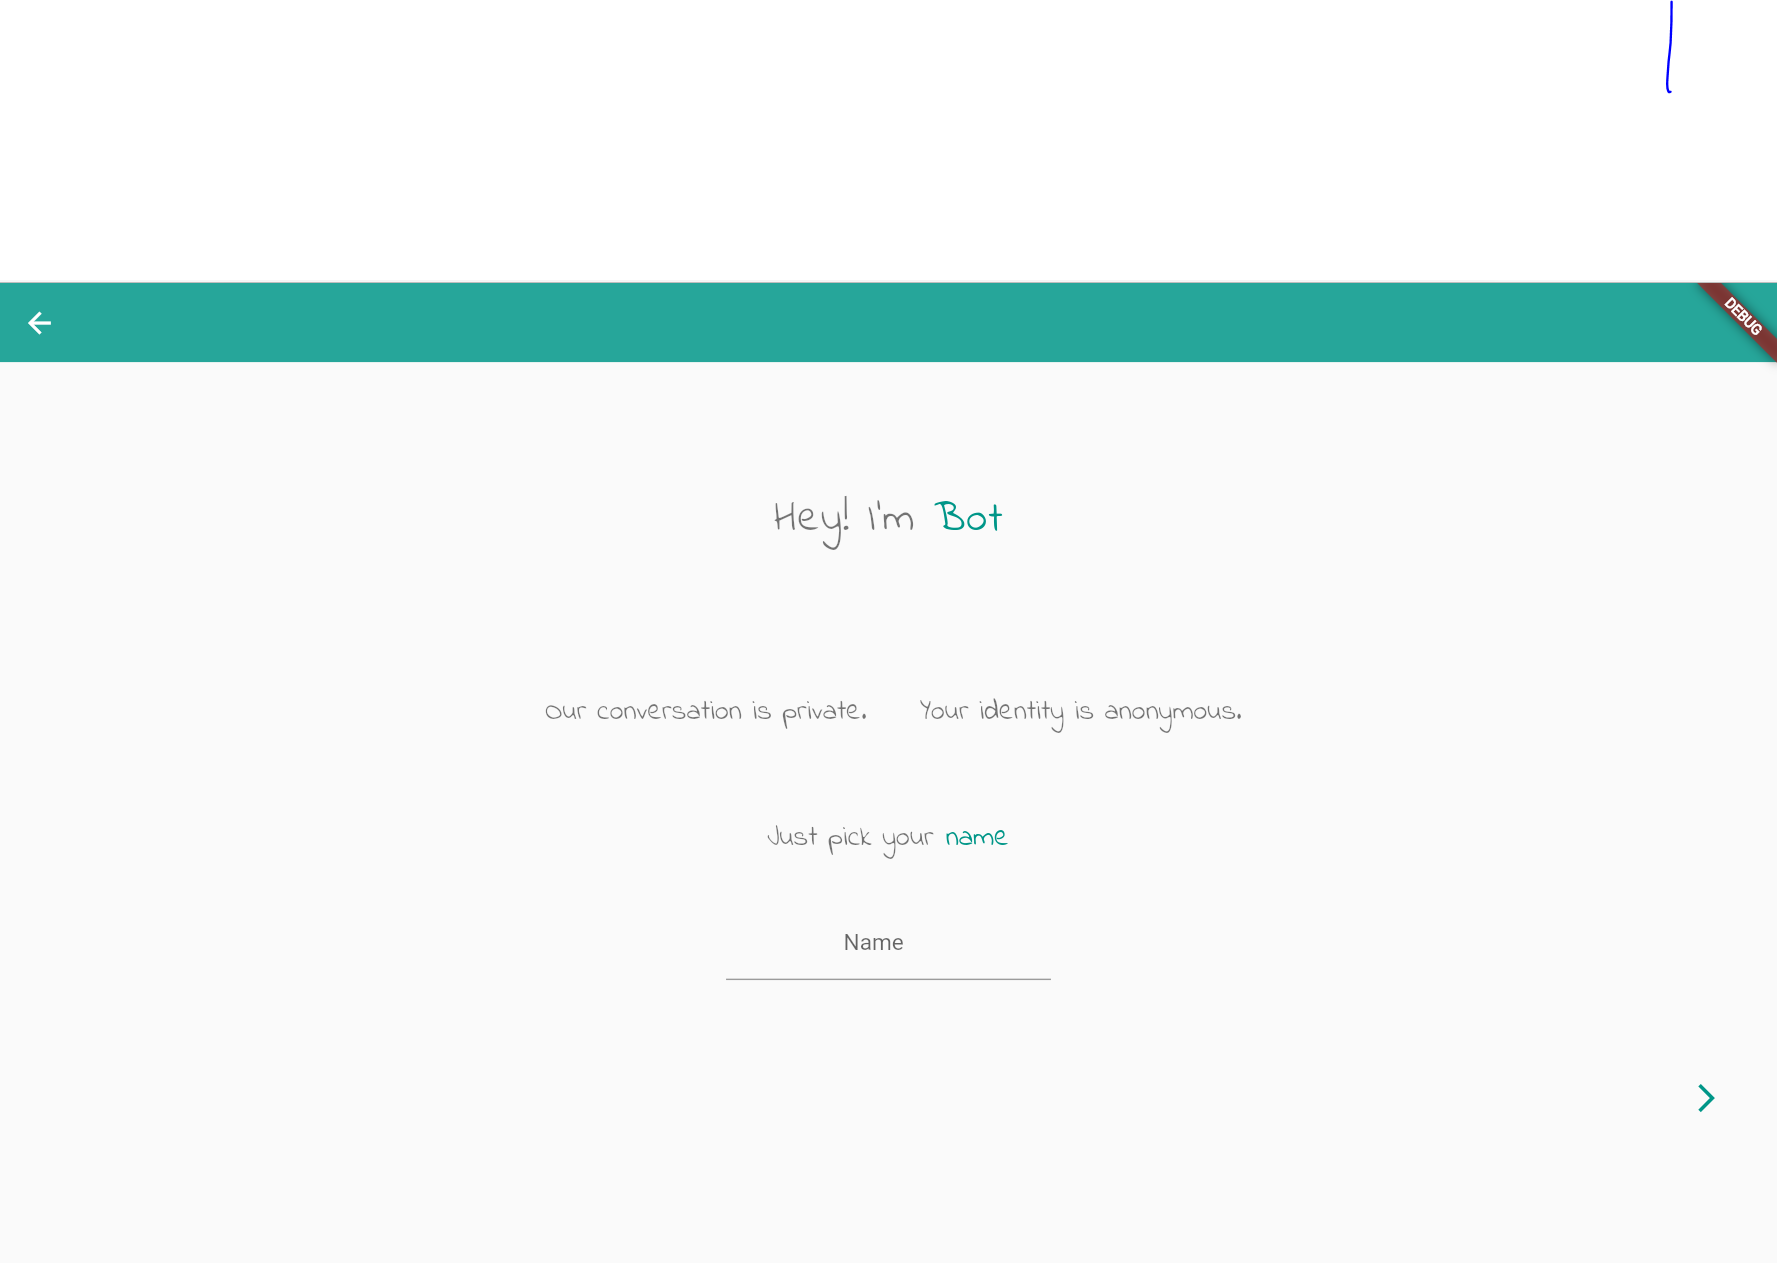 DEBUG
Hey! I'm Bot
Our conversation is private. Your identity is anonymous.
Just pick your name
Name